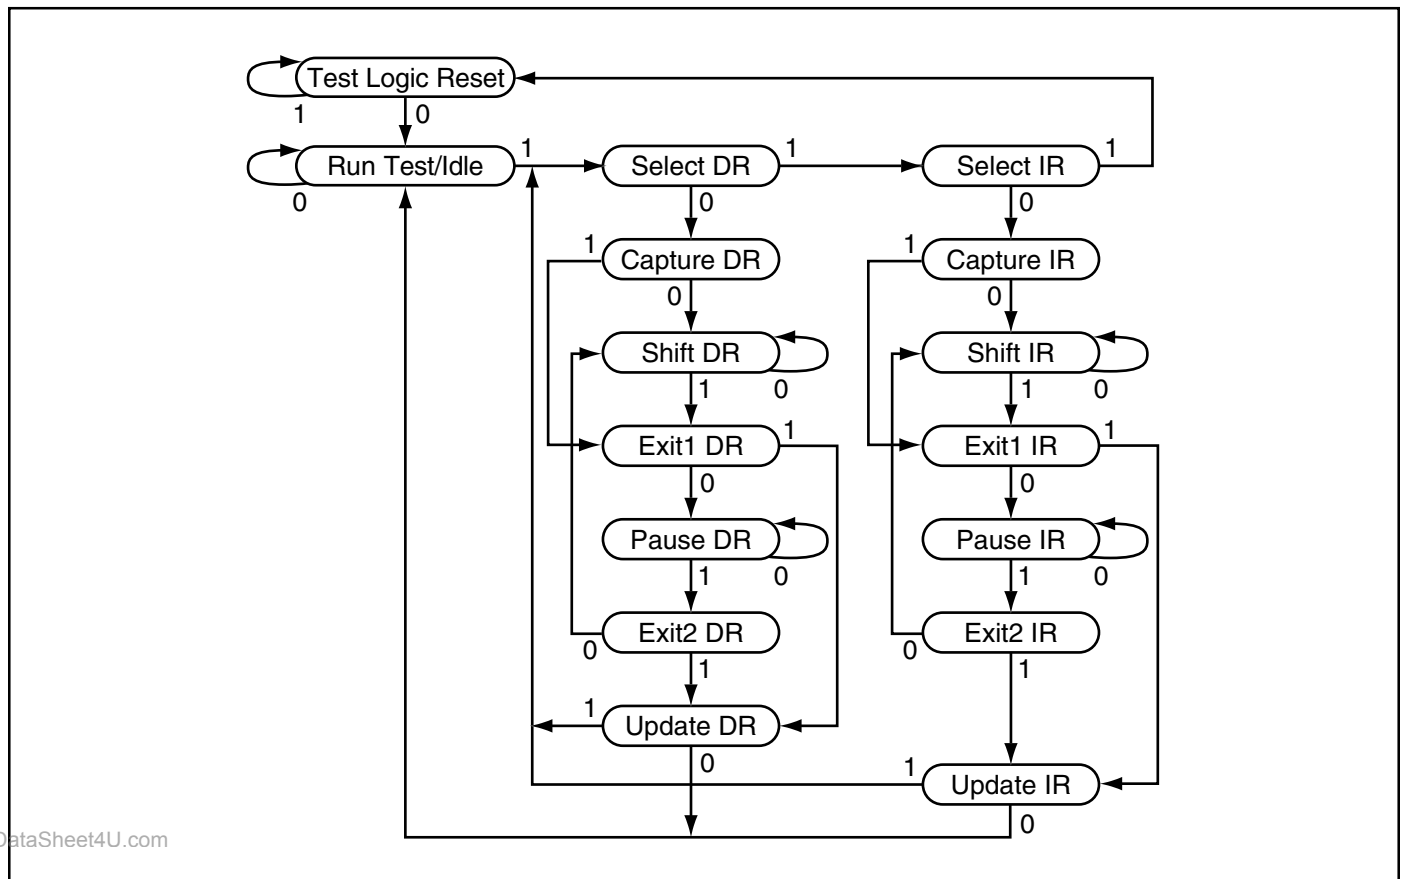 Test Logic Reset
1
0
Run Test/Idle
1
0
Select DR
1
0
Select IR
1
0
1
Capture DR
0
1
Capture IR
0
Shift DR
0
1
Shift IR
0
1
Exit1 DR
1
0
Exit1 IR
1
0
Pause DR
0
1
Pause IR
0
1
Exit2 DR
0
1
Exit2 IR
0
1
1
Update DR
0
1
Update IR
0
DataSheet4U.com